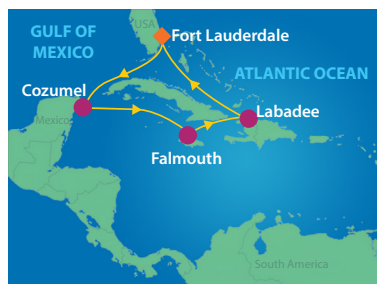 USA
GULF OF
MEXICO
Fort Lauderdale
ATLANTIC OCEAN
Cozumel
Mexico
Labadee
Falmouth
South America